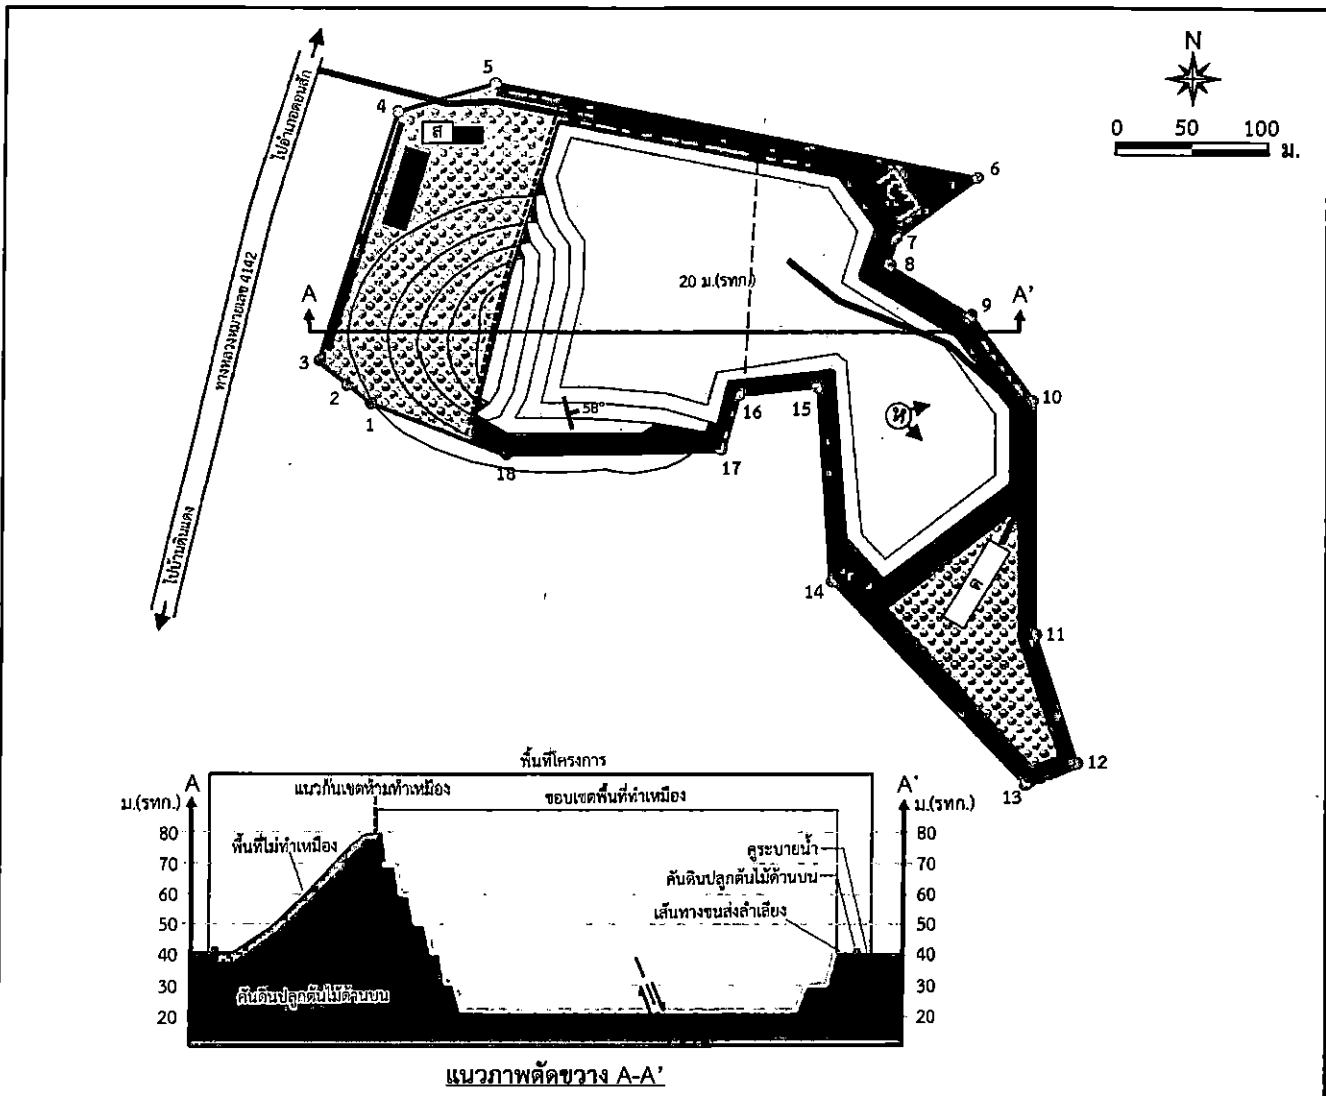 N
0 50 100 ม.
ไปอำเภอดอนสัก
ทางหลวงหมายเลข 4142
ไปบ้านดินแดง
5
4
ส
6
7
8
20 ม.(รทก.)
A
A'
9
3
2
1
10
16
15
ห
58°
17
18
14
ค
11
12
13
พื้นที่โครงการ
A
A'
แนวกันเขตห้ามทำเหมือง
ขอบเขตพื้นที่ทำเหมือง
ม.(รทก.)
ม.(รทก.)
80
พื้นที่ไม่ทำเหมือง
คูระบายน้ำ
80
70
คันดินปลูกต้นไม้ด้านบน
70
60
เส้นทางขนส่งลำเลียง
60
50
50
40
40
30
คันดินปลูกต้นไม้ด้านบน
30
20
20
แนวภาพตัดขวาง A-A'